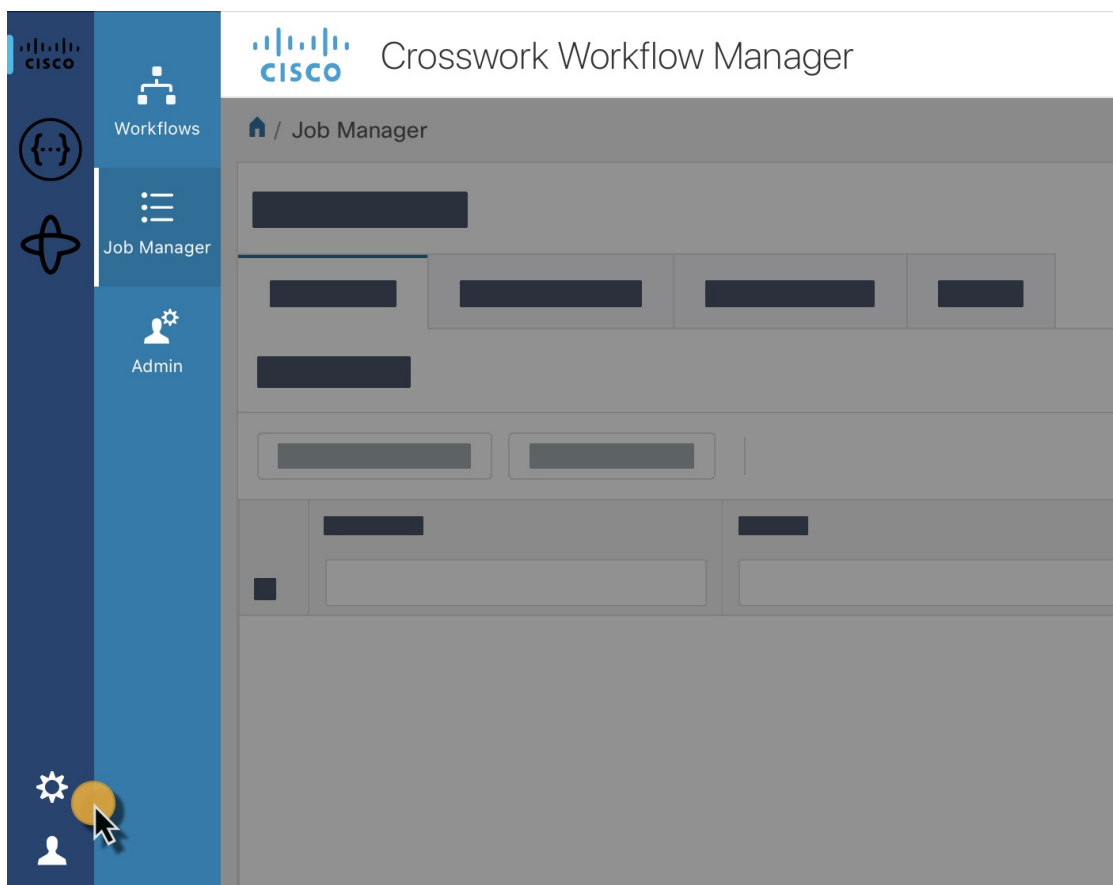 CISCO
CISCO
Crosswork Workflow Manager
Workflows
/ Job Manager
{···}
Job Manager
Admin